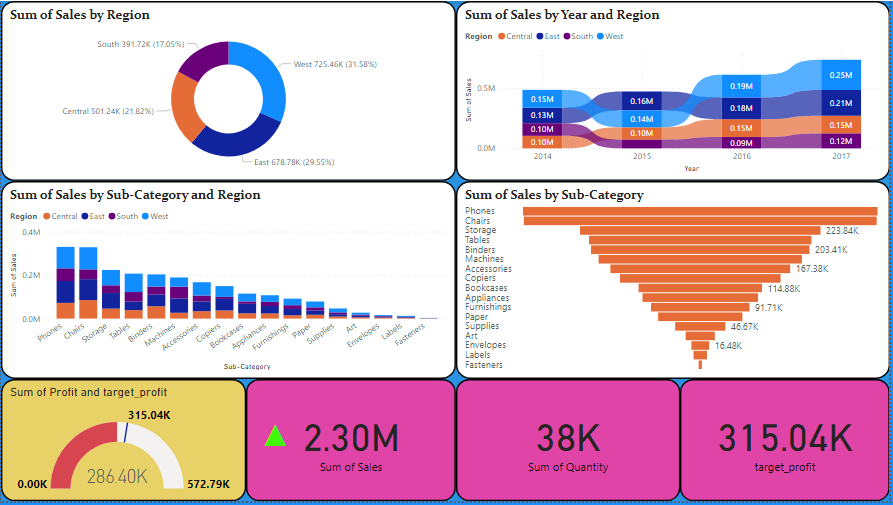 Sum of Sales by Region
South 391.72K (17.05%)
West 725.46K (31.58%)
Central 501.24K (21.82%)
East 678.78K (29.55%)
Sum of Sales by Year and Region
Region Central East South West
Sum of Sales
0.5M
0.0M
0.15M
0.13M
0.10M
0.10M
0.16M
0.14M
0.10M
0.19M
0.18M
0.15M
0.09M
0.25M
0.21M
0.15M
0.12M
2014 2015 2016 2017
Year
Sum of Sales by Sub-Category and Region
Region Central East South West
Sum of Sales
0.4M
0.2M
0.0M
Phones Chairs Storage Tables Binders Machines Accessories Copiers Bookcases Appliances Furnishings Paper Supplies Art Envelopes Labels Fasteners
Sub-Category
Sum of Sales by Sub-Category
Phones
Chairs
Storage 223.84K
Tables
Binders 203.41K
Machines
Accessories 167.38K
Copiers
Bookcases 114.88K
Appliances
Furnishings 91.71K
Paper
Supplies 46.67K
Art
Envelopes 16.48K
Labels
Fasteners
Sum of Profit and target_profit
315.04K
286.40K
0.00K
572.79K
2.30M
Sum of Sales
38K
Sum of Quantity
315.04K
target_profit